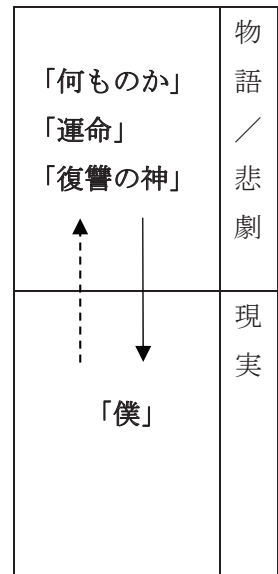 物語／悲劇
「何ものか」
「運命」
「復讐の神」
現実
「僕」